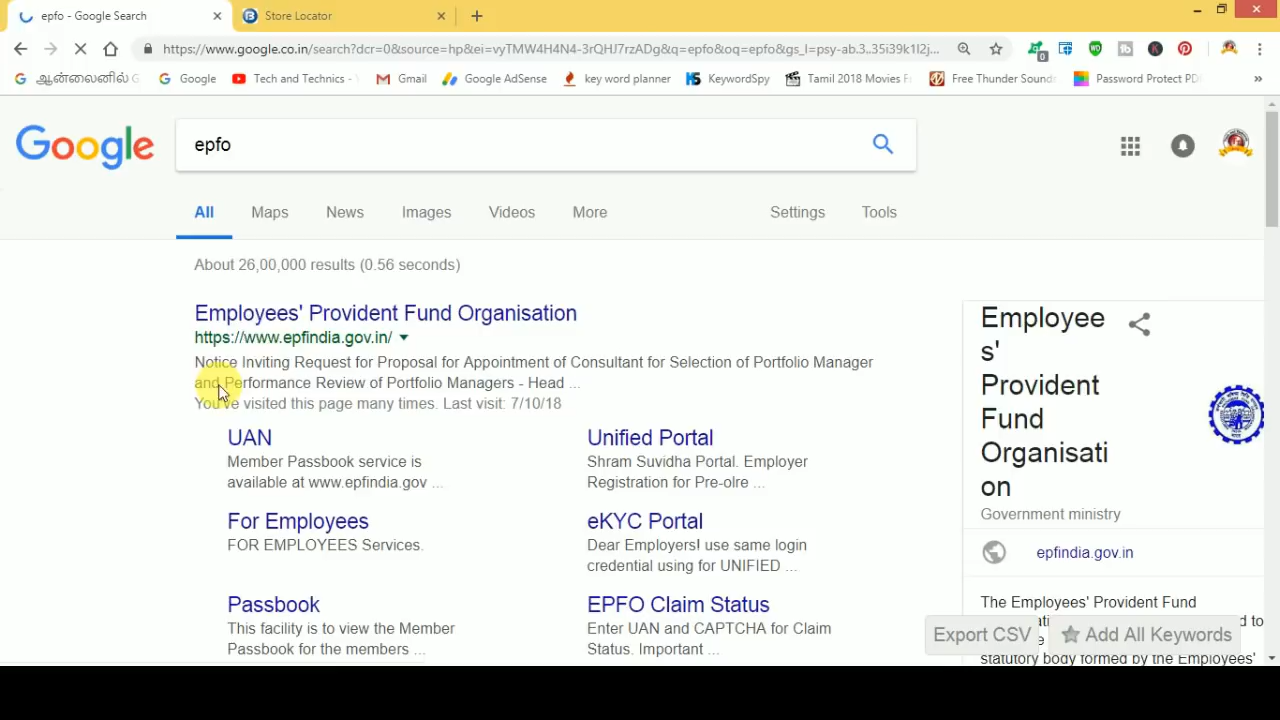 epfo - Google Search
Store Locator
https://www.google.co.in/search?dcr=0&source=hp&ei=vyTMW4H4N4-3rQHJ7rzADg&q=epfo&oq=epfo&gs_l=psy-ab.3..35i39k1l2j...
ஆன்லைனில் G
Google
Tech and Technics -
Gmail
Google AdSense
key word planner
KeywordSpy
Tamil 2018 Movies F
Free Thunder Sound
Password Protect PD
Google
epfo
All
Maps
News
Images
Videos
More
Settings
Tools
About 26,00,000 results (0.56 seconds)
Employees' Provident Fund Organisation
https://www.epfindia.gov.in/
Notice Inviting Request for Proposal for Appointment of Consultant for Selection of Portfolio Manager
and Performance Review of Portfolio Managers - Head ...
You've visited this page many times. Last visit: 7/10/18
UAN
Member Passbook service is
available at www.epfindia.gov ...
Unified Portal
Shram Suvidha Portal. Employer
Registration for Pre-olre ...
For Employees
FOR EMPLOYEES Services.
eKYC Portal
Dear Employers! use same login
credential using for UNIFIED ...
Passbook
This facility is to view the Member
Passbook for the members ...
EPFO Claim Status
Enter UAN and CAPTCHA for Claim
Status. Important ...
Employee
s'
Provident
Fund
Organisati
on
Government ministry
epfindia.gov.in
The Employees' Provident Fund
statutory body formed by the Employees'
Export CSV
Add All Keywords